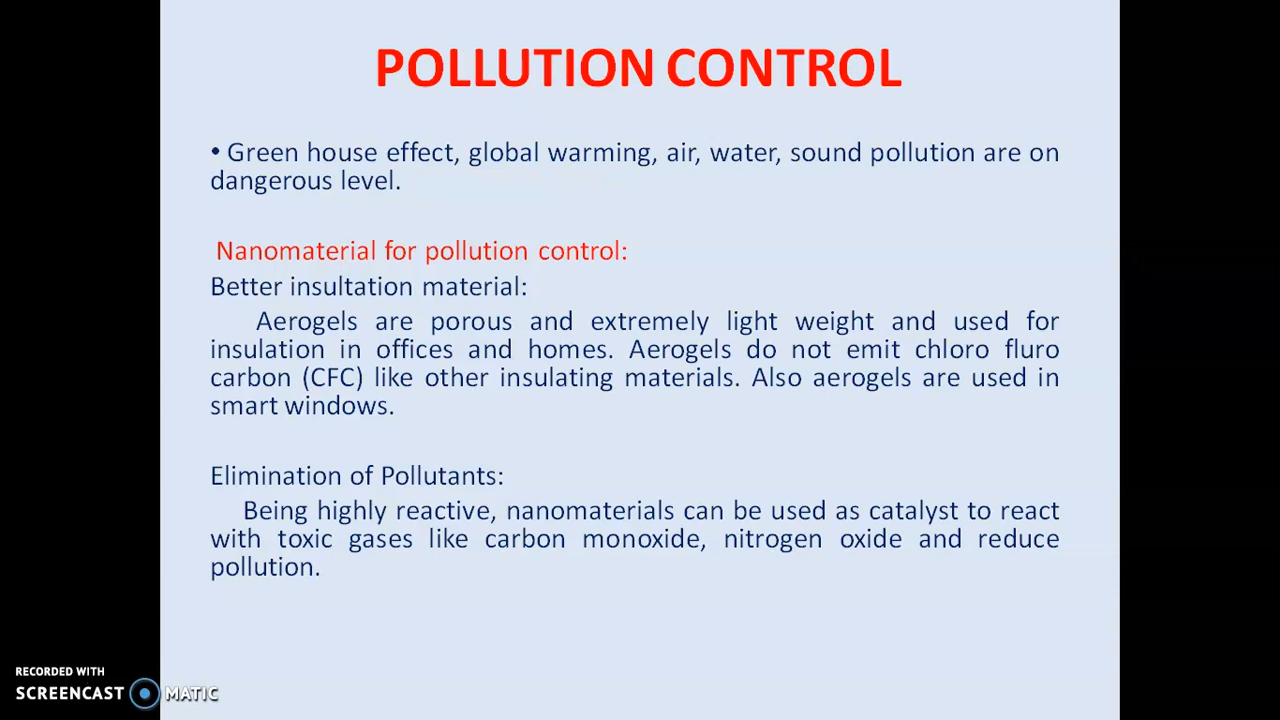 POLLUTION CONTROL
• Green house effect, global warming, air, water, sound pollution are on
dangerous level.
Nanomaterial for pollution control:
Better insultation material:
Aerogels are porous and extremely light weight and used for
insulation in offices and homes. Aerogels do not emit chloro fluro
carbon (CFC) like other insulating materials. Also aerogels are used in
smart windows.
Elimination of Pollutants:
Being highly reactive, nanomaterials can be used as catalyst to react
with toxic gases like carbon monoxide, nitrogen oxide and reduce
pollution.
RECORDED WITH
SCREENCAST MATIC